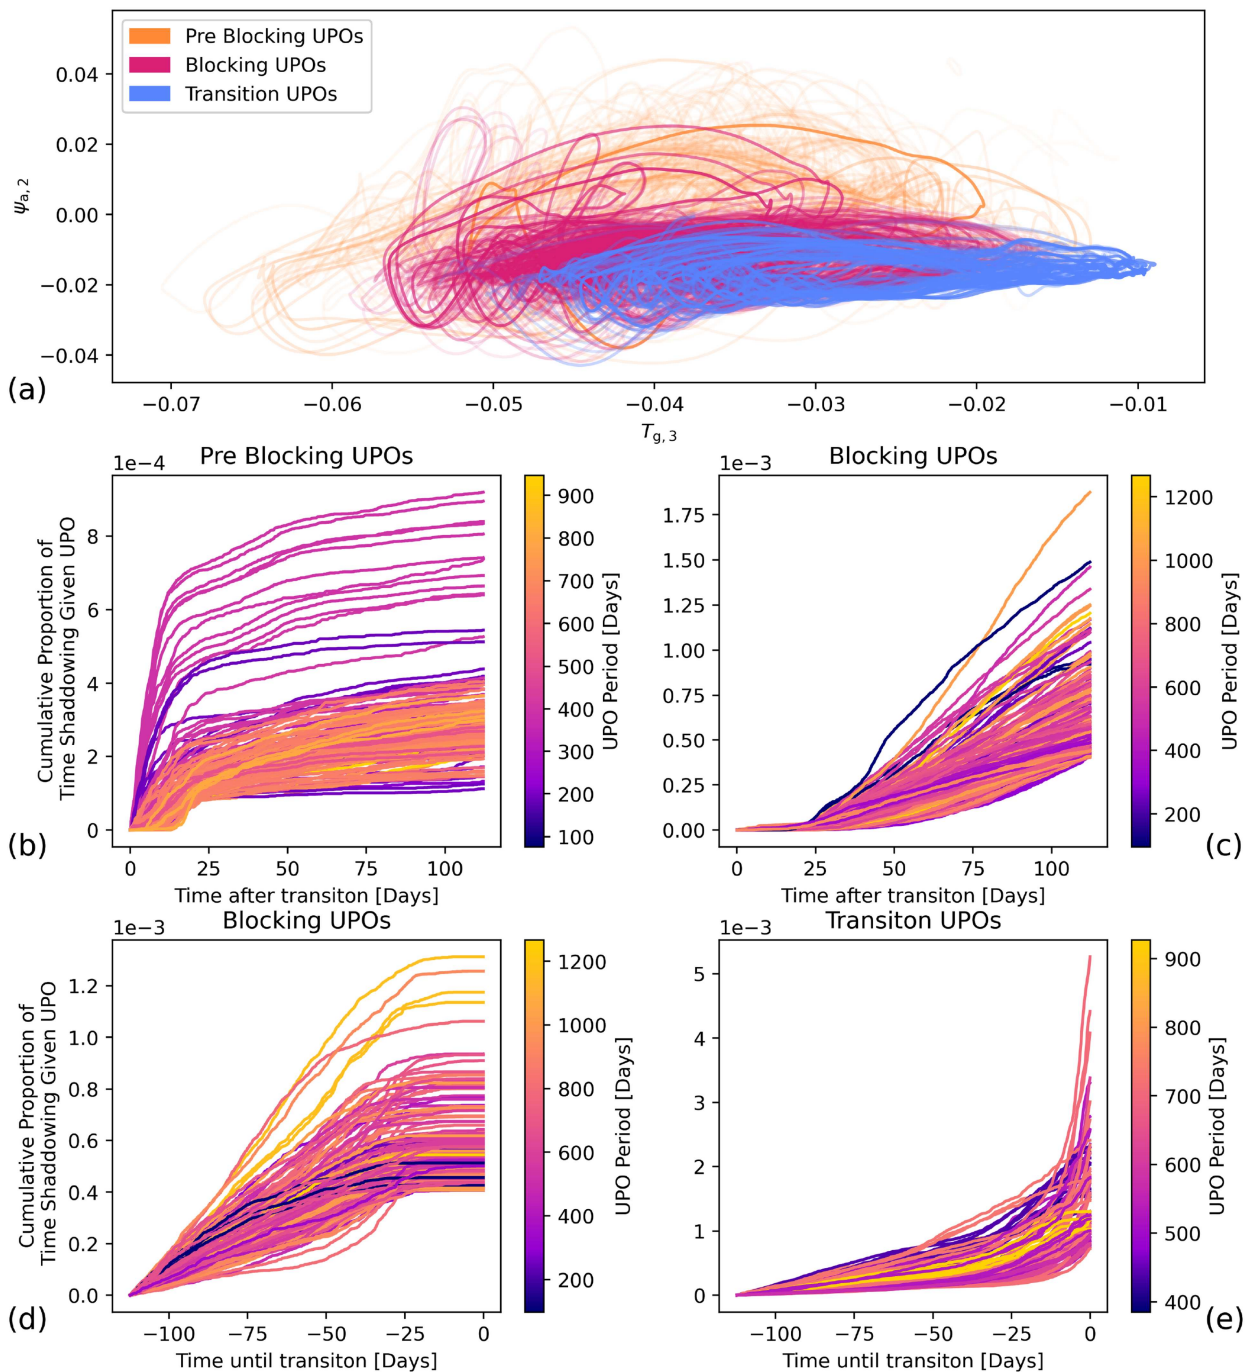 Pre Blocking UPOs
Blocking UPOs
Transition UPOs
0.04
0.02
0.00
−0.02
−0.04
ψa, 2
−0.07
−0.06
−0.05
−0.04
−0.03
−0.02
−0.01
Tg, 3
(a)
Pre Blocking UPOs
1e−4
8
6
4
2
0
Cumulative Proportion of
Time Shaddowing Given UPO
0
25
50
75
100
Time after transiton [Days]
900
800
700
600
500
400
300
200
100
UPO Period [Days]
(b)
Blocking UPOs
1e−3
1.75
1.50
1.25
1.00
0.75
0.50
0.25
0.00
0
25
50
75
100
Time after transiton [Days]
1200
1000
800
600
400
200
UPO Period [Days]
(c)
Blocking UPOs
1e−3
1.2
1.0
0.8
0.6
0.4
0.2
0.0
Cumulative Proportion of
Time Shaddowing Given UPO
−100
−75
−50
−25
0
Time until transiton [Days]
1200
1000
800
600
400
200
UPO Period [Days]
(d)
Transiton UPOs
1e−3
5
4
3
2
1
0
−100
−75
−50
−25
0
Time until transiton [Days]
900
800
700
600
500
400
UPO Period [Days]
(e)